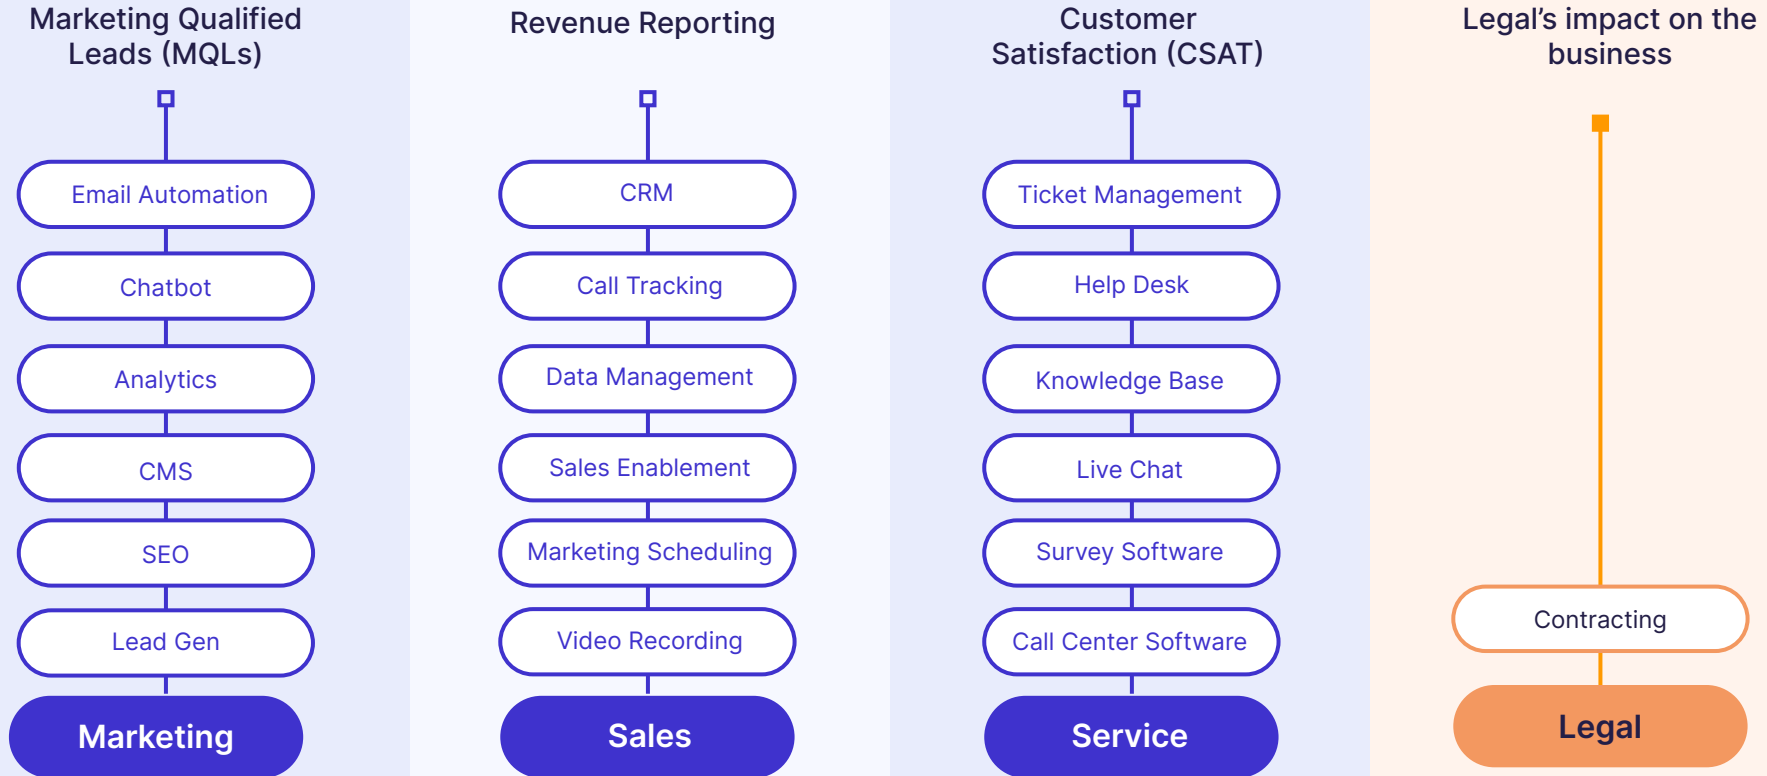 Marketing Qualified
Leads (MQLs)
Email Automation
Chatbot
Analytics
CMS
SEO
Lead Gen
Marketing
Revenue Reporting
CRM
Call Tracking
Data Management
Sales Enablement
Marketing Scheduling
Video Recording
Sales
Customer
Satisfaction (CSAT)
Ticket Management
Help Desk
Knowledge Base
Live Chat
Survey Software
Call Center Software
Service
Legal’s impact on the
business
Contracting
Legal